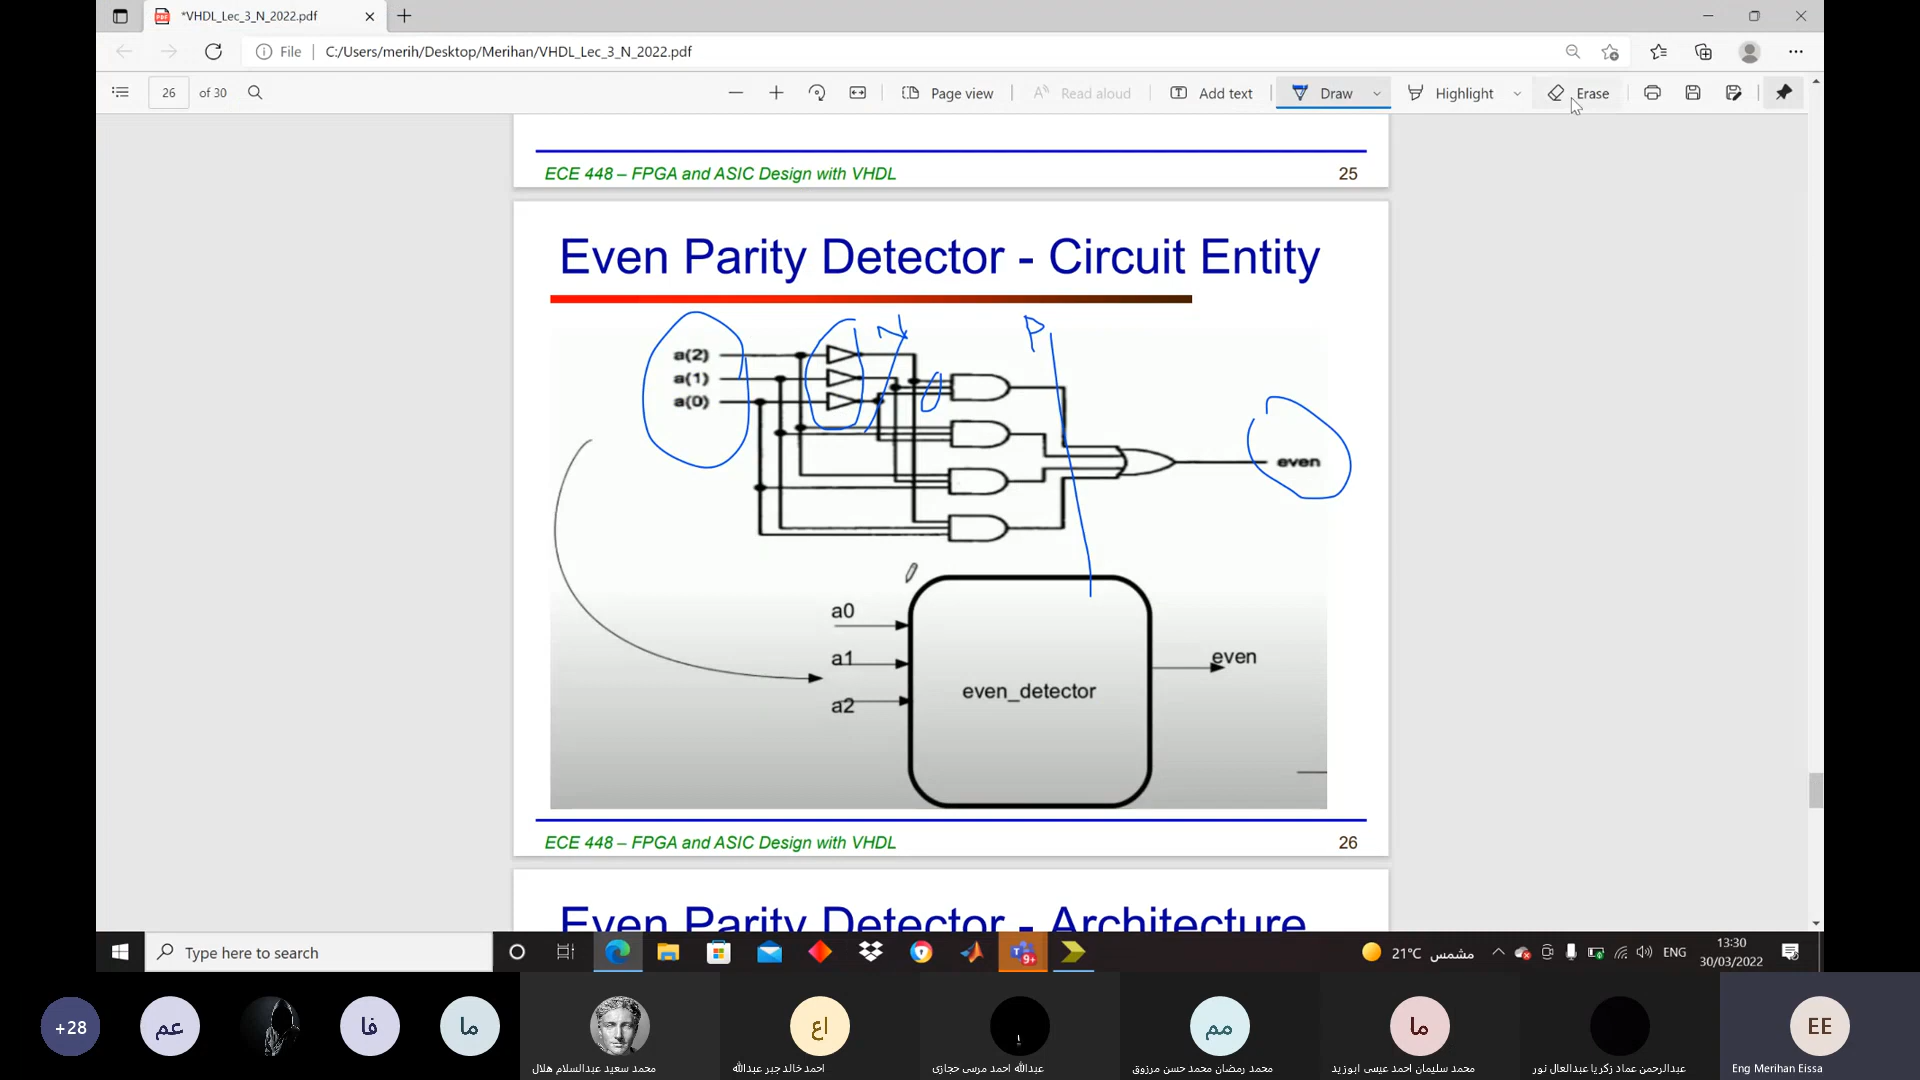 *VHDL_Lec_3_N_2022.pdf
File C:/Users/merih/Desktop/Merihan/VHDL_Lec_3_N_2022.pdf
26 of 30 Page view Read aloud Add text Draw Highlight Erase
ECE 448 – FPGA and ASIC Design with VHDL 25
Even Parity Detector - Circuit Entity
N P
a(2)
a(1)
a(0)
even
a0
a1
a2
even_detector
even
ECE 448 – FPGA and ASIC Design with VHDL 26
Even Parity Detector - Architecture
Type here to search
9+
21°C مشمس
ENG
13:30
30/03/2022
+28 عم فا ما اع مم ما EE
محمد سعيد عبدالسلام هلال
احمد خالد جبر عبدالله
عبدالله احمد مرسى حجازى
محمد رمضان محمد حسن مرزوق
محمد سليمان احمد عيسى ابوزيد
عبدالرحمن عماد زكريا عبدالعال نور
Eng Merihan Eissa